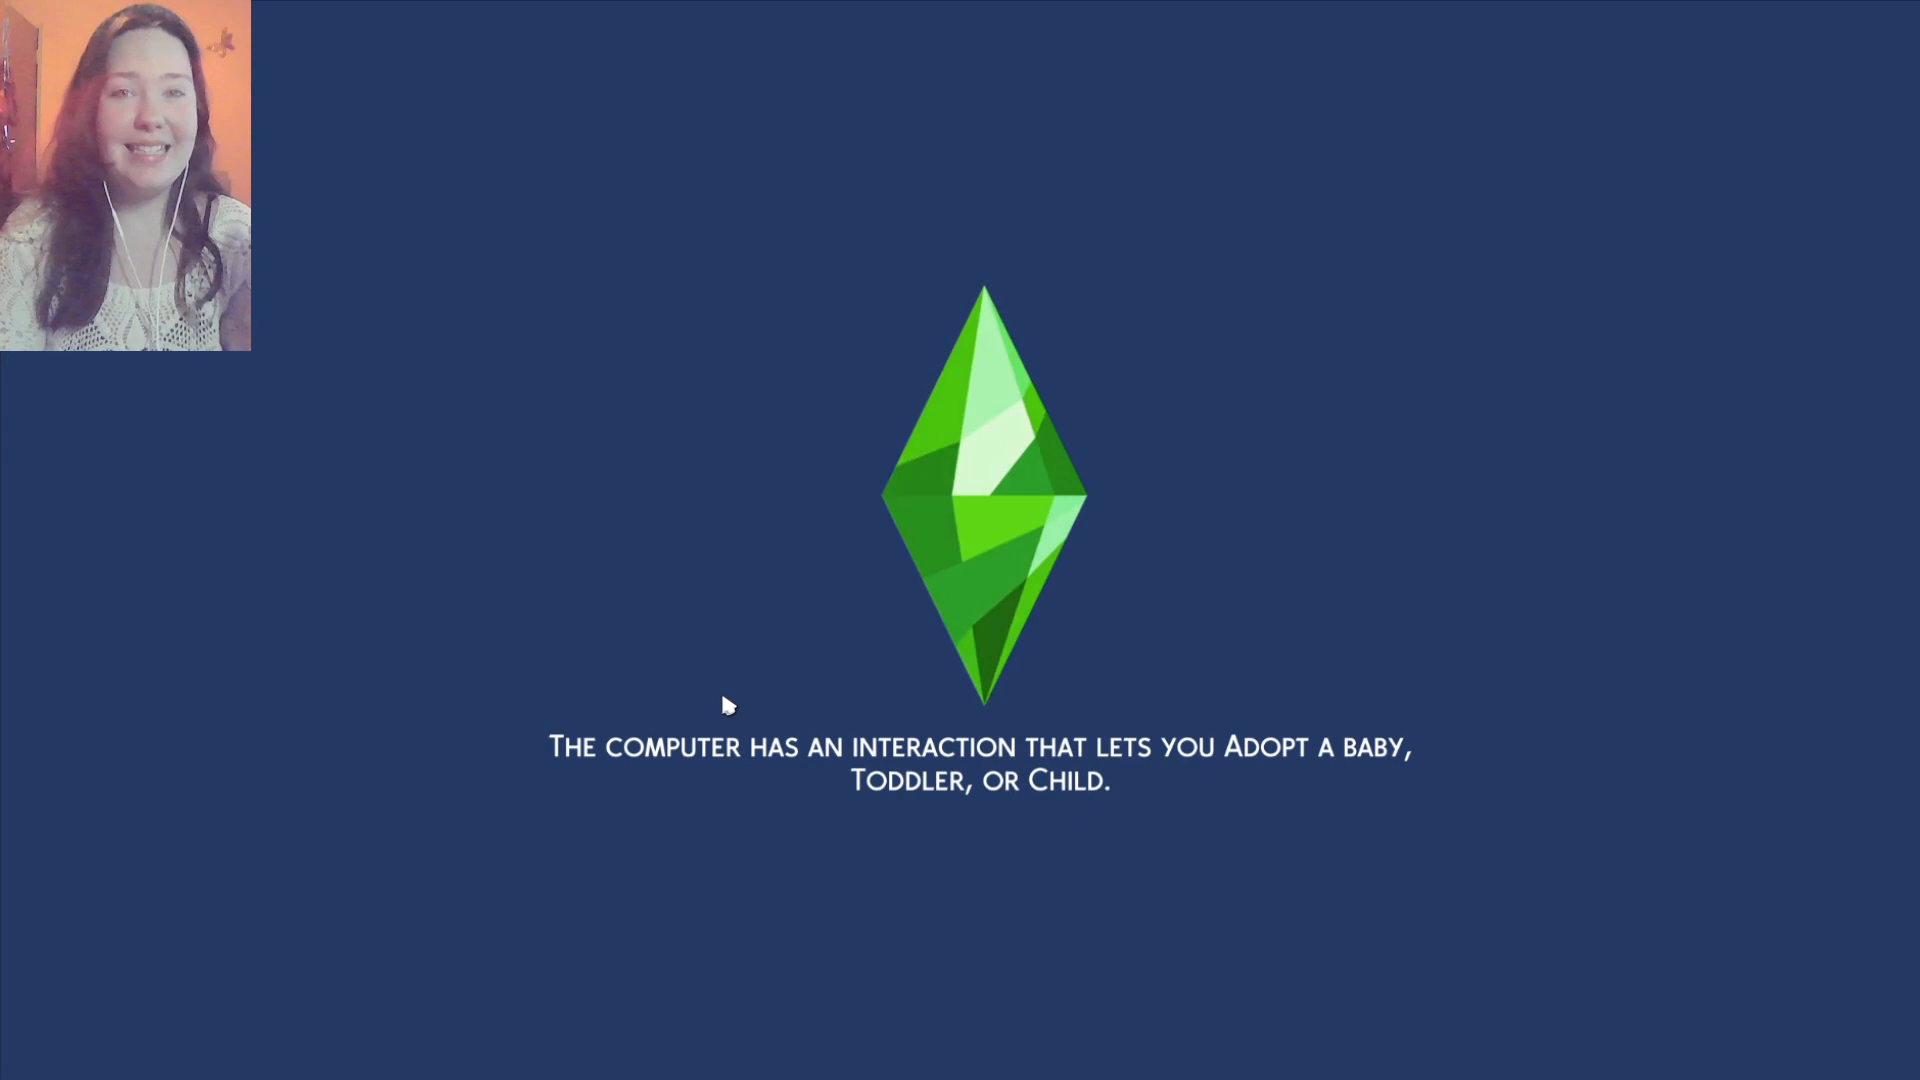 The computer has an interaction that lets you Adopt a baby,
Toddler, or Child.